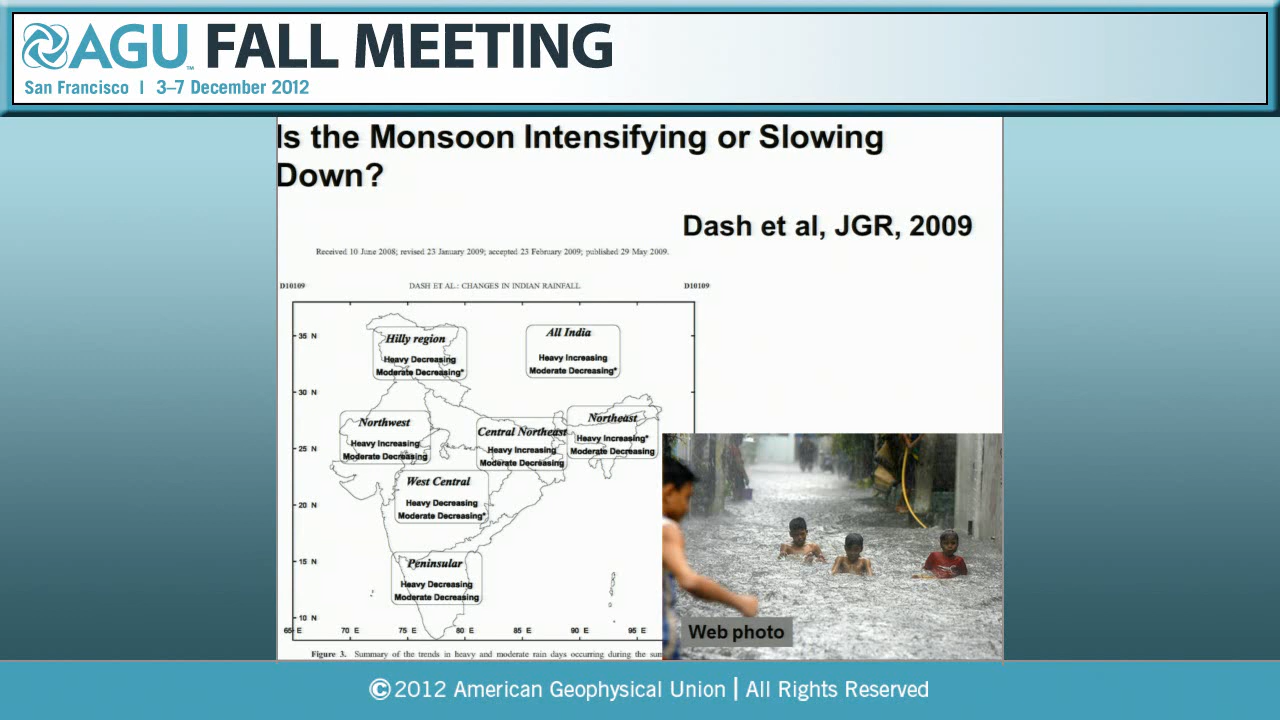 AGU FALL MEETING
San Francisco | 3–7 December 2012
Is the Monsoon Intensifying or Slowing
Down?
Dash et al, JGR, 2009
Received 10 June 2008; revised 23 January 2009; accepted 23 February 2009; published 29 May 2009.
D10109 DASH ET AL.: CHANGES IN INDIAN RAINFALL D10109
35 N
Hilly region
Heavy Decreasing
Moderate Decreasing*
All India
Heavy Increasing
Moderate Decreasing*
30 N
Northwest
Heavy Increasing
Moderate Decreasing
Central Northeast
Heavy Increasing
Moderate Decreasing
Northeast
Heavy Increasing*
Moderate Decreasing
25 N
West Central
Heavy Decreasing
Moderate Decreasing*
20 N
15 N
Peninsular
Heavy Decreasing
Moderate Decreasing
10 N
65 E 70 E 75 E 80 E 85 E 90 E 95 E
Web photo
Figure 3. Summary of the trends in heavy and moderate rain days occurring during the
©2012 American Geophysical Union | All Rights Reserved